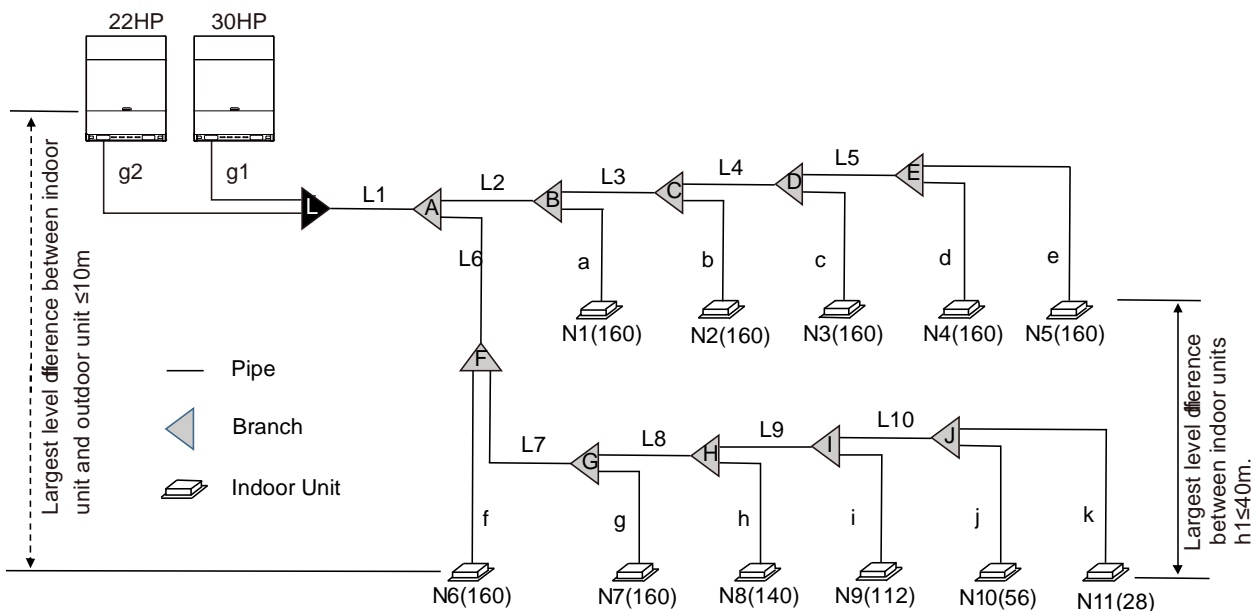 22HP
30HP
g2
g1
L
L1
A
L2
B
L3
C
L4
D
L5
E
L6
a
b
c
d
e
N1(160)
N2(160)
N3(160)
N4(160)
N5(160)
F
L7
G
L8
H
L9
I
L10
J
f
g
h
i
j
k
N6(160)
N7(160)
N8(140)
N9(112)
N10(56)
N11(28)
Pipe
Branch
Indoor Unit
Largest level difference between indoor
unit and outdoor unit ≤10m
Largest level difference
between indoor units
h1≤40m.